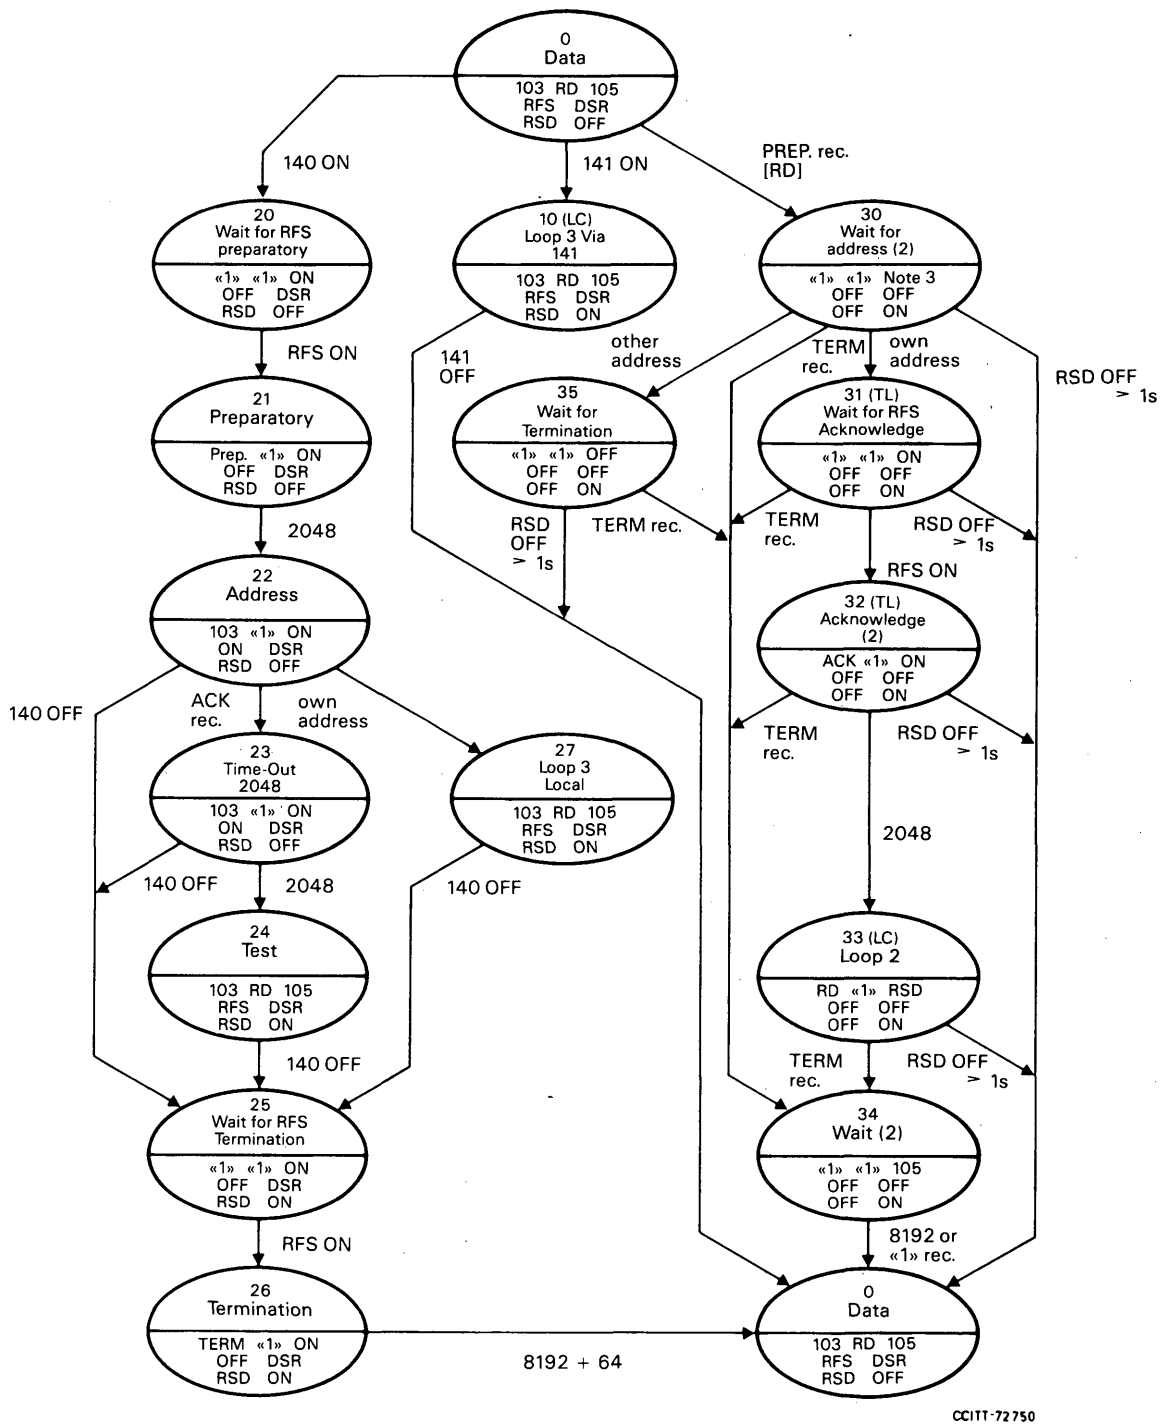 0
Data
103 RD 105
RFS DSR
RSD OFF
140 ON
141 ON
PREP. rec.
[RD]
20
Wait for RFS
preparatory
«1» «1» ON
OFF DSR
RSD OFF
10 (LC)
Loop 3 Via
141
103 RD 105
RFS DSR
RSD ON
30
Wait for
address (2)
«1» «1» Note 3
OFF OFF
OFF ON
RFS ON
141
OFF
other
address
TERM
rec.
own
address
RSD OFF
> 1s
21
Preparatory
Prep. «1» ON
OFF DSR
RSD OFF
35
Wait for
Termination
«1» «1» OFF
OFF OFF
OFF ON
31 (TL)
Wait for RFS
Acknowledge
«1» «1» ON
OFF OFF
OFF ON
2048
RSD
OFF
> 1s
TERM rec.
TERM
rec.
RSD OFF
> 1s
RFS ON
22
Address
103 «1» ON
ON DSR
RSD OFF
32 (TL)
Acknowledge
(2)
ACK «1» ON
OFF OFF
OFF ON
140 OFF
ACK
rec.
own
address
TERM
rec.
RSD OFF
> 1s
23
Time-Out
2048
103 «1» ON
ON DSR
RSD OFF
27
Loop 3
Local
103 RD 105
RFS DSR
RSD ON
2048
140 OFF
2048
140 OFF
24
Test
103 RD 105
RFS DSR
RSD ON
33 (LC)
Loop 2
RD «1» RSD
OFF OFF
OFF ON
140 OFF
TERM
rec.
RSD OFF
> 1s
25
Wait for RFS
Termination
«1» «1» ON
OFF DSR
RSD ON
34
Wait (2)
«1» «1» 105
OFF OFF
OFF ON
RFS ON
8192 or
«1» rec.
26
Termination
TERM «1» ON
OFF DSR
RSD ON
8192 + 64
0
Data
103 RD 105
RFS DSR
RSD OFF
CCITT-72750